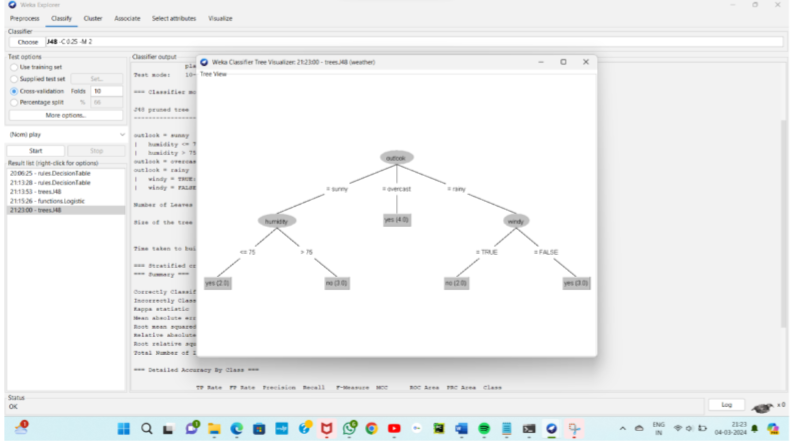 Weka Explorer
Preprocess Classify Cluster Associate Select attributes Visualize
Classifier
Choose J48 -C 0.25 -M 2
Test options
Use training set
Supplied test set Set...
Cross-validation Folds 10
Percentage split % 66
More options...
(Nom) play
Start Stop
Result list (right-click for options)
20:06:25 - rules.DecisionTable
21:13:28 - rules.DecisionTable
21:13:53 - trees.J48
21:15:26 - functions.Logistic
21:23:00 - trees.J48
Classifier output
pla
Test mode: 10-
=== Classifier mo
J48 pruned tree
------------------
outlook = sunny
| humidity <= 7
| humidity > 75
outlook = overcas
outlook = rainy
| windy = TRUE:
| windy = FALSE
Number of Leaves
Size of the tree
Time taken to bui
=== Stratified cr
=== Summary ===
Correctly Classif
Incorrectly Class
Kappa statistic
Mean absolute err
Root mean squared
Relative absolute
Root relative squ
Total Number of I
=== Detailed Accuracy By Class ===
TP Rate FP Rate Precision Recall F-Measure MCC ROC Area PRC Area Class
Weka Classifier Tree Visualizer: 21:23:00 - trees.J48 (weather)
Tree View
outlook
= sunny = overcast = rainy
humidity yes (4.0) windy
<= 75 > 75 = TRUE = FALSE
yes (2.0) no (3.0) no (2.0) yes (3.0)
Status
OK
Log x 0
ENG
IN
21:23
04-03-2024